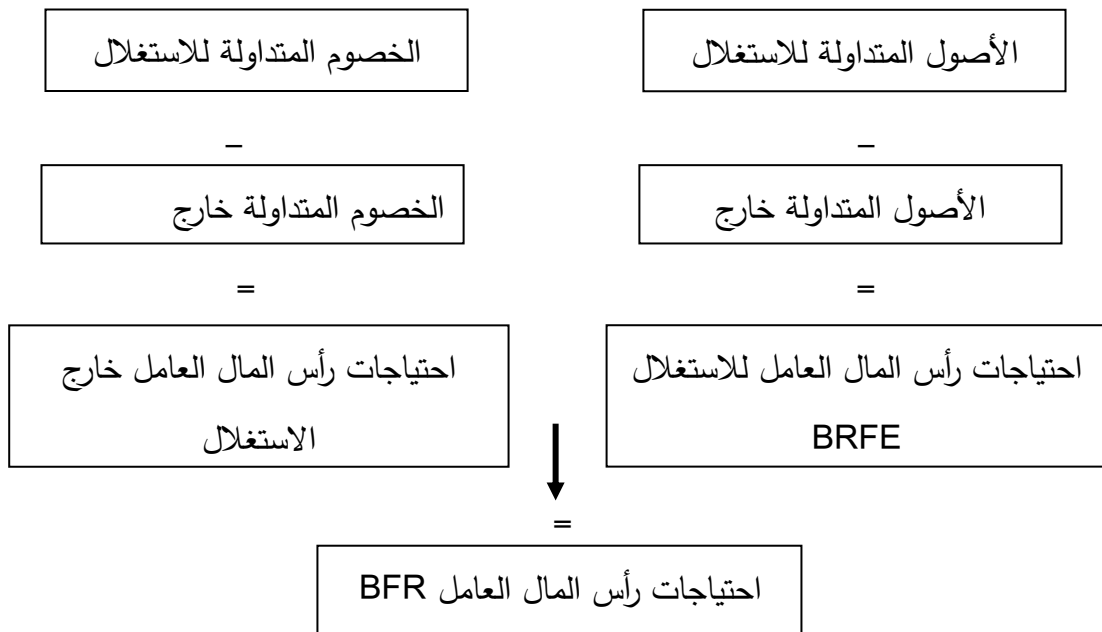 الأصول المتداولة للاستغلال
الخصوم المتداولة للاستغلال
–
–
الأصول المتداولة خارج
الخصوم المتداولة خارج
=
=
احتياجات رأس المال العامل للاستغلال
BRFE
احتياجات رأس المال العامل خارج
الاستغلال
=
احتياجات رأس المال العامل BFR